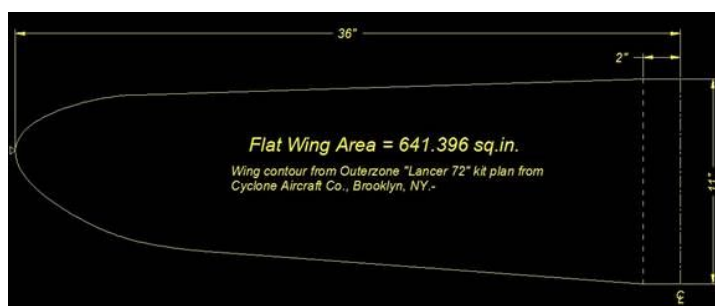 36"
2"
Flat Wing Area = 641.396 sq.in.
Wing contour from Outerzone "Lancer 72" kit plan from
Cyclone Aircraft Co., Brooklyn, NY.-
11"
℄